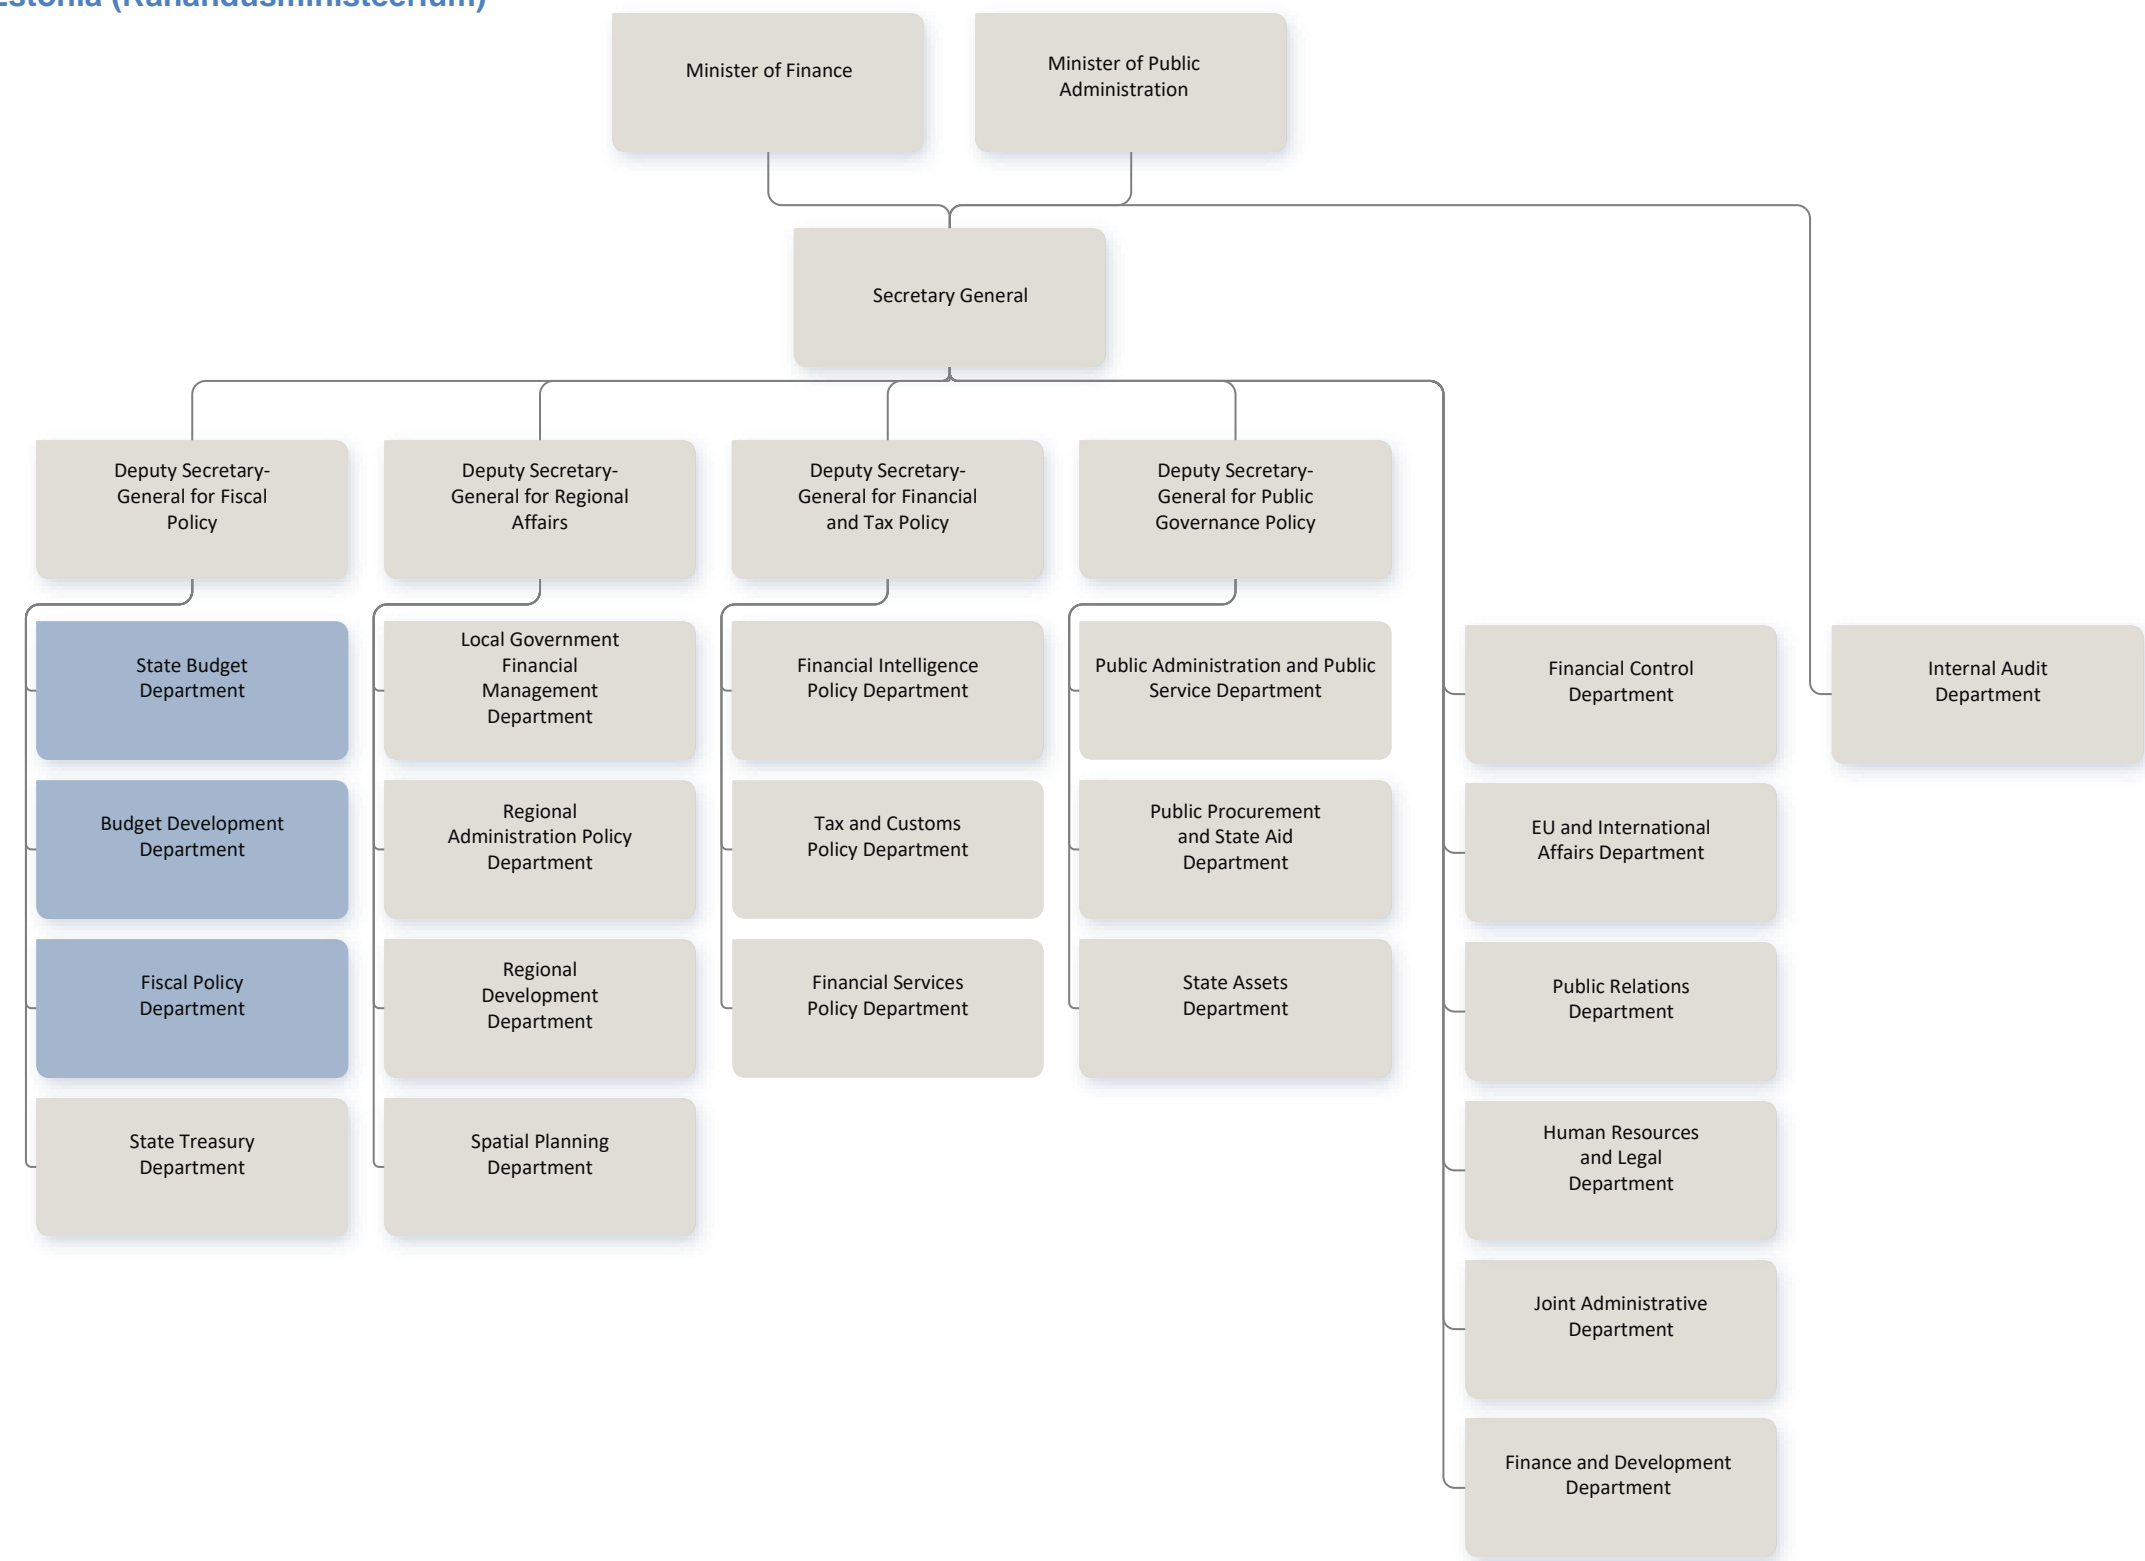 Estonia (Rahandusministeerium)
Minister of Finance
Minister of Public
Administration
Secretary General
Deputy Secretary-
General for Fiscal
Policy
Deputy Secretary-
General for Regional
Affairs
Deputy Secretary-
General for Financial
and Tax Policy
Deputy Secretary-
General for Public
Governance Policy
State Budget
Department
Local Government
Financial
Management
Department
Financial Intelligence
Policy Department
Public Administration and Public
Service Department
Financial Control
Department
Internal Audit
Department
Budget Development
Department
Regional
Administration Policy
Department
Tax and Customs
Policy Department
Public Procurement
and State Aid
Department
EU and International
Affairs Department
Fiscal Policy
Department
Regional
Development
Department
Financial Services
Policy Department
State Assets
Department
Public Relations
Department
State Treasury
Department
Spatial Planning
Department
Human Resources
and Legal
Department
Joint Administrative
Department
Finance and Development
Department